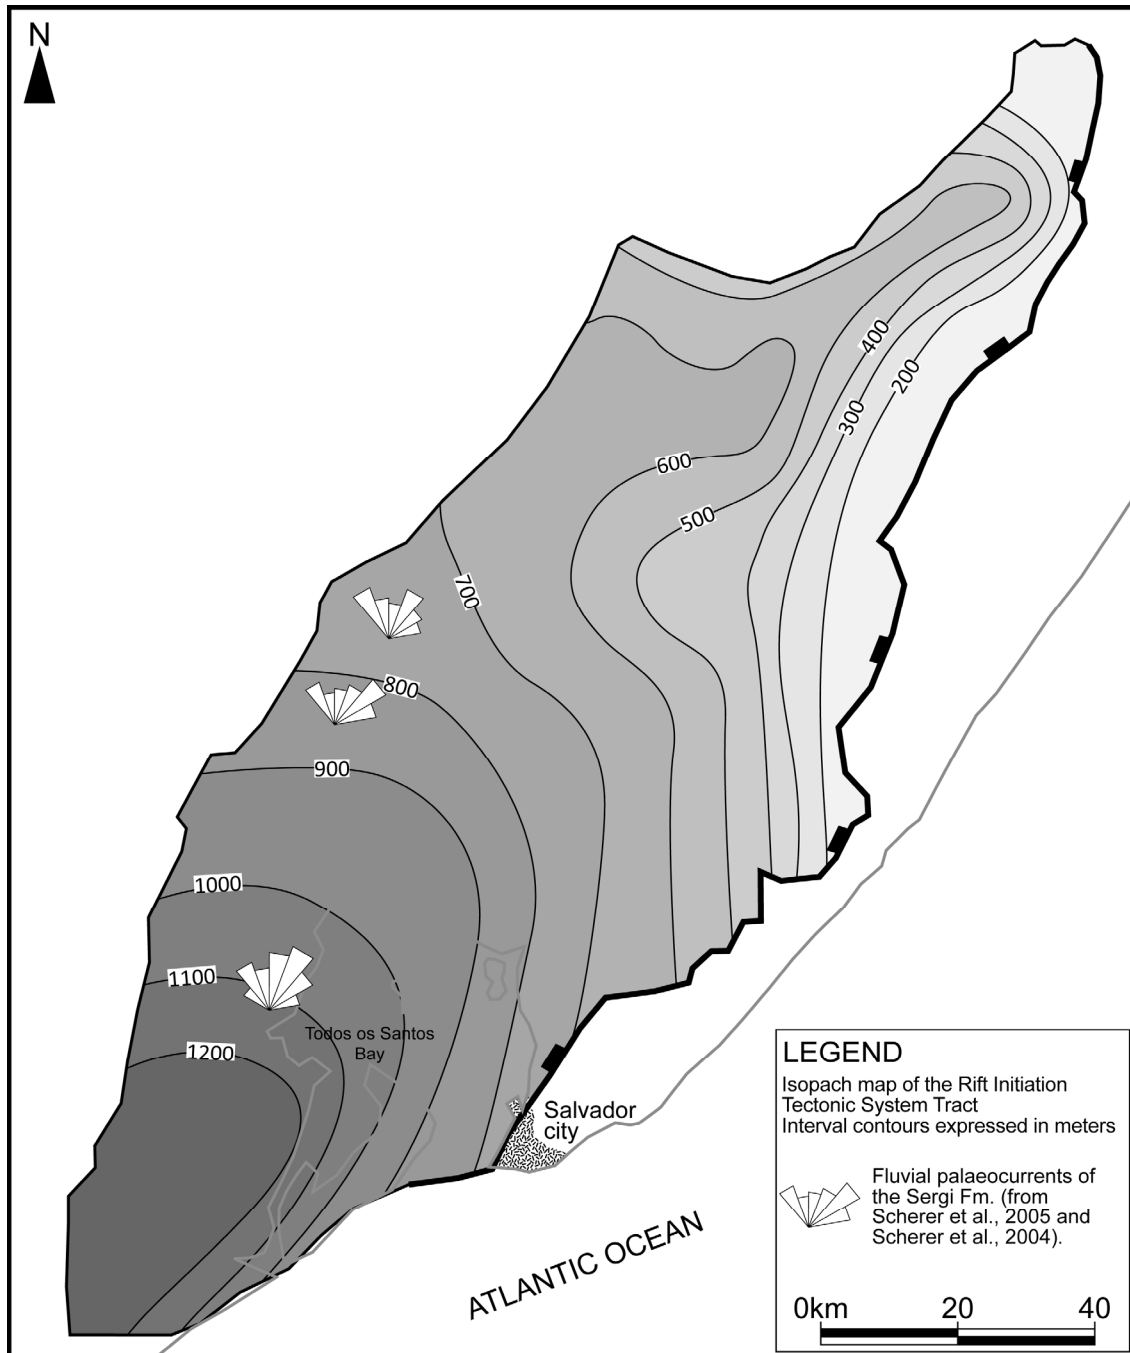 N
400
200
300
600
500
700
800
900
1000
1100
Todos os Santos
Bay
1200
Salvador
city
ATLANTIC OCEAN
LEGEND
Isopach map of the Rift Initiation
Tectonic System Tract
Interval contours expressed in meters
Fluvial palaeocurrents of
the Sergi Fm. (from
Scherer et al., 2005 and
Scherer et al., 2004).
0km 20 40